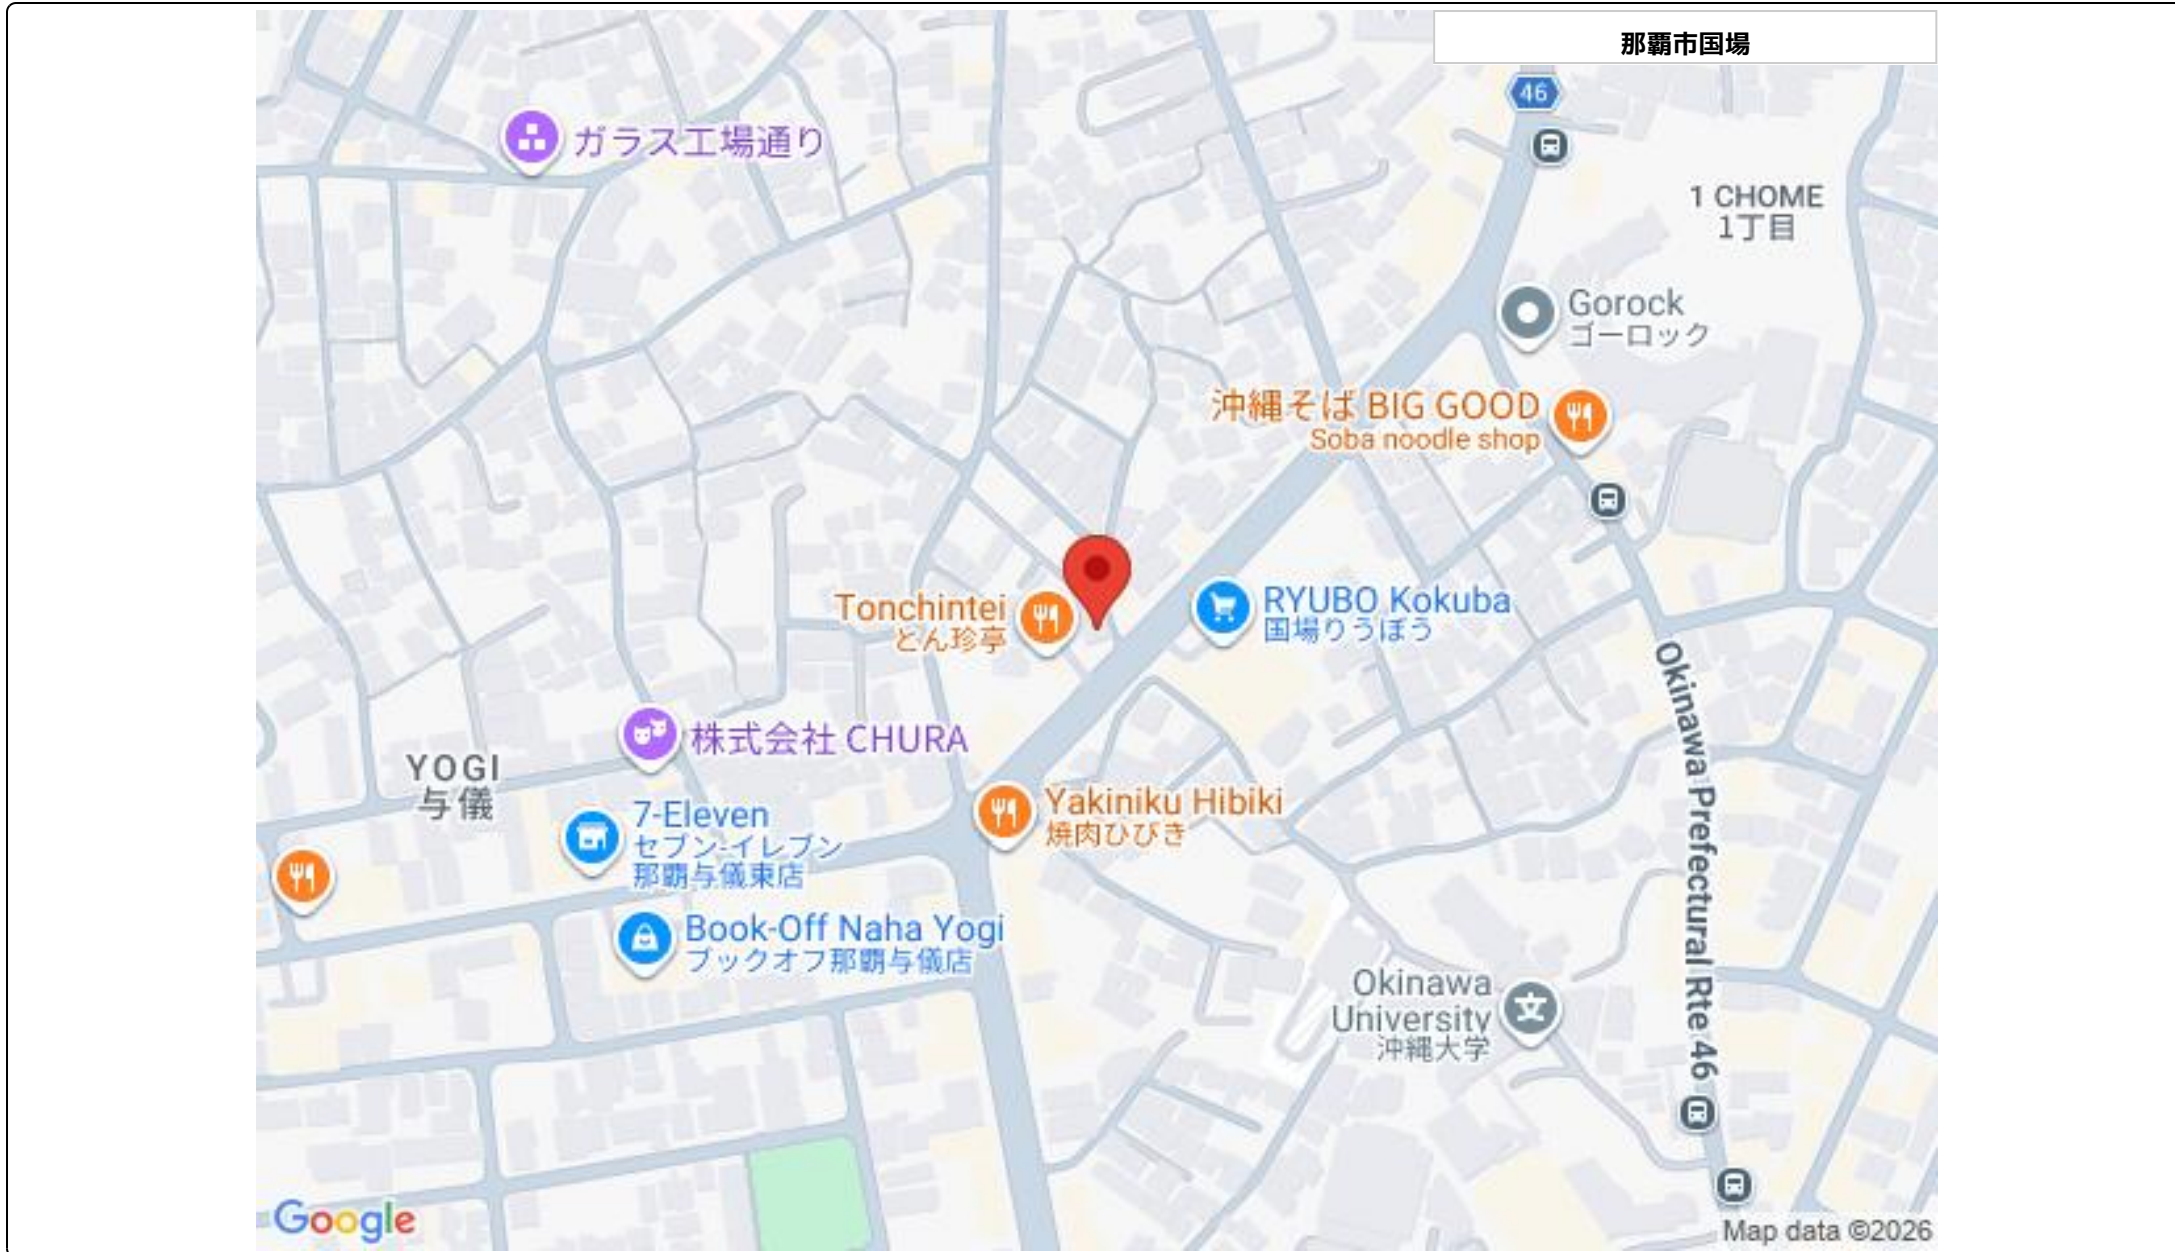 那覇市国場
46
ガラス工場通り
1 CHOME
1丁目
Gorock
ゴーロック
沖縄そば BIG GOOD
Soba noodle shop
Tonchintei
とん珍亭
RYUBO Kokuba
国場りうぼう
Okinawa Prefectural Rte 46
株式会社 CHURA
YOGI
与儀
7-Eleven
セブン-イレブン
那覇与儀東店
Yakiniku Hibiki
焼肉ひびき
Book-Off Naha Yogi
ブックオフ那覇与儀店
Okinawa
University
沖縄大学
文
Google
Map data ©2026